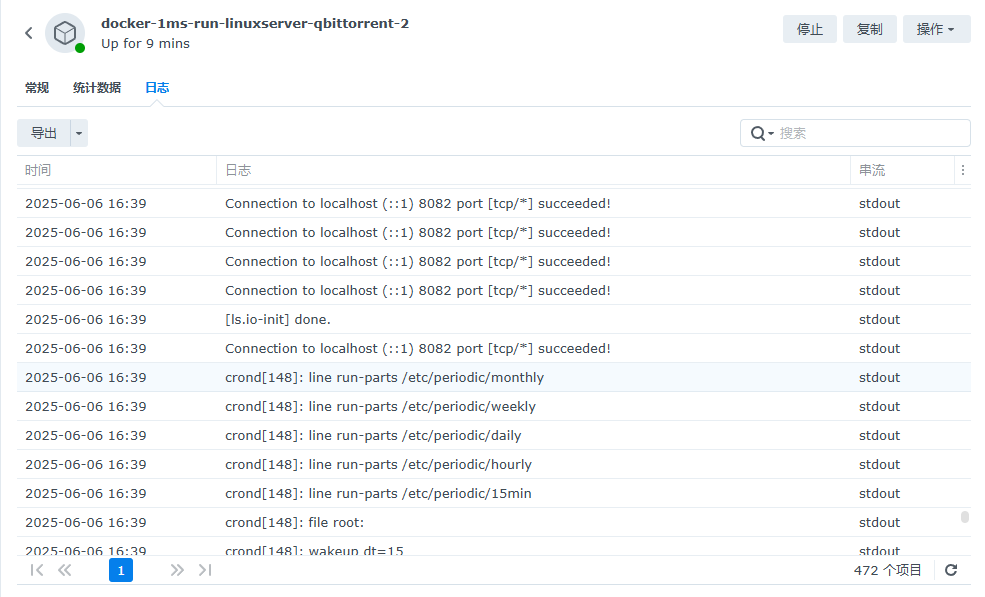 docker-1ms-run-linuxserver-qbittorrent-2
Up for 9 mins
停止 复制 操作
常规 统计数据 日志
导出 搜索
时间 日志 串流
2025-06-06 16:39 Connection to localhost (::1) 8082 port [tcp/*] succeeded! stdout
2025-06-06 16:39 Connection to localhost (::1) 8082 port [tcp/*] succeeded! stdout
2025-06-06 16:39 Connection to localhost (::1) 8082 port [tcp/*] succeeded! stdout
2025-06-06 16:39 Connection to localhost (::1) 8082 port [tcp/*] succeeded! stdout
2025-06-06 16:39 [ls.io-init] done. stdout
2025-06-06 16:39 Connection to localhost (::1) 8082 port [tcp/*] succeeded! stdout
2025-06-06 16:39 crond[148]: line run-parts /etc/periodic/monthly stdout
2025-06-06 16:39 crond[148]: line run-parts /etc/periodic/weekly stdout
2025-06-06 16:39 crond[148]: line run-parts /etc/periodic/daily stdout
2025-06-06 16:39 crond[148]: line run-parts /etc/periodic/hourly stdout
2025-06-06 16:39 crond[148]: line run-parts /etc/periodic/15min stdout
2025-06-06 16:39 crond[148]: file root: stdout
2025-06-06 16:39 crond[148]: wakeup dt=15 stdout
1 472 个项目